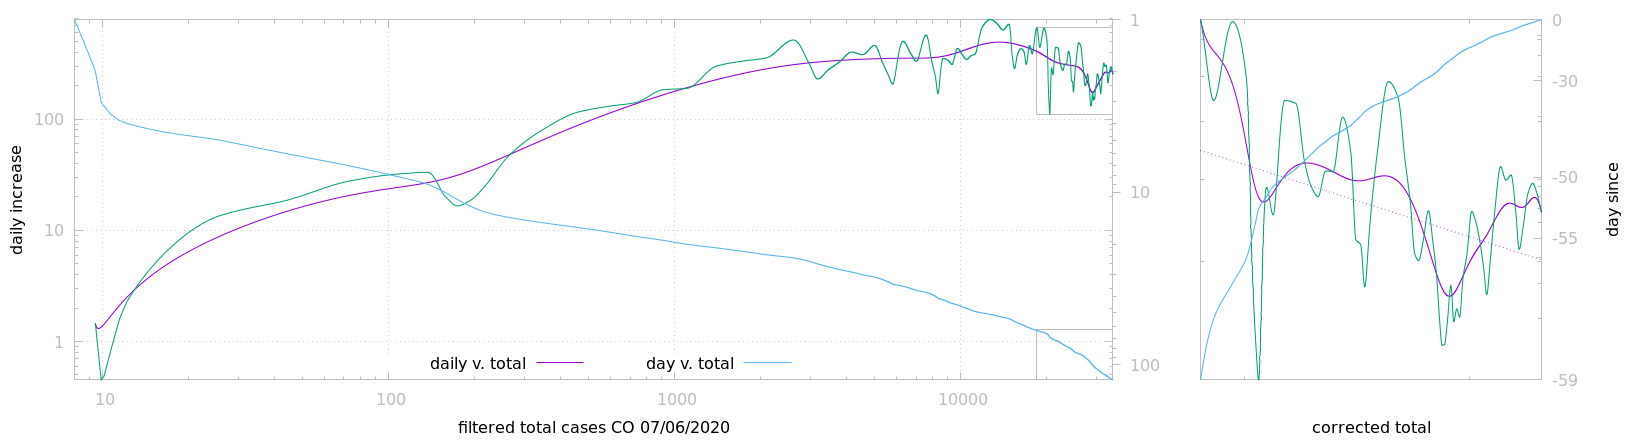 daily increase
100
10
1
10
100
1000
10000
1
10
100
daily v. total
day v. total
filtered total cases CO 07/06/2020
0
-30
-50
-55
-59
day since
corrected total